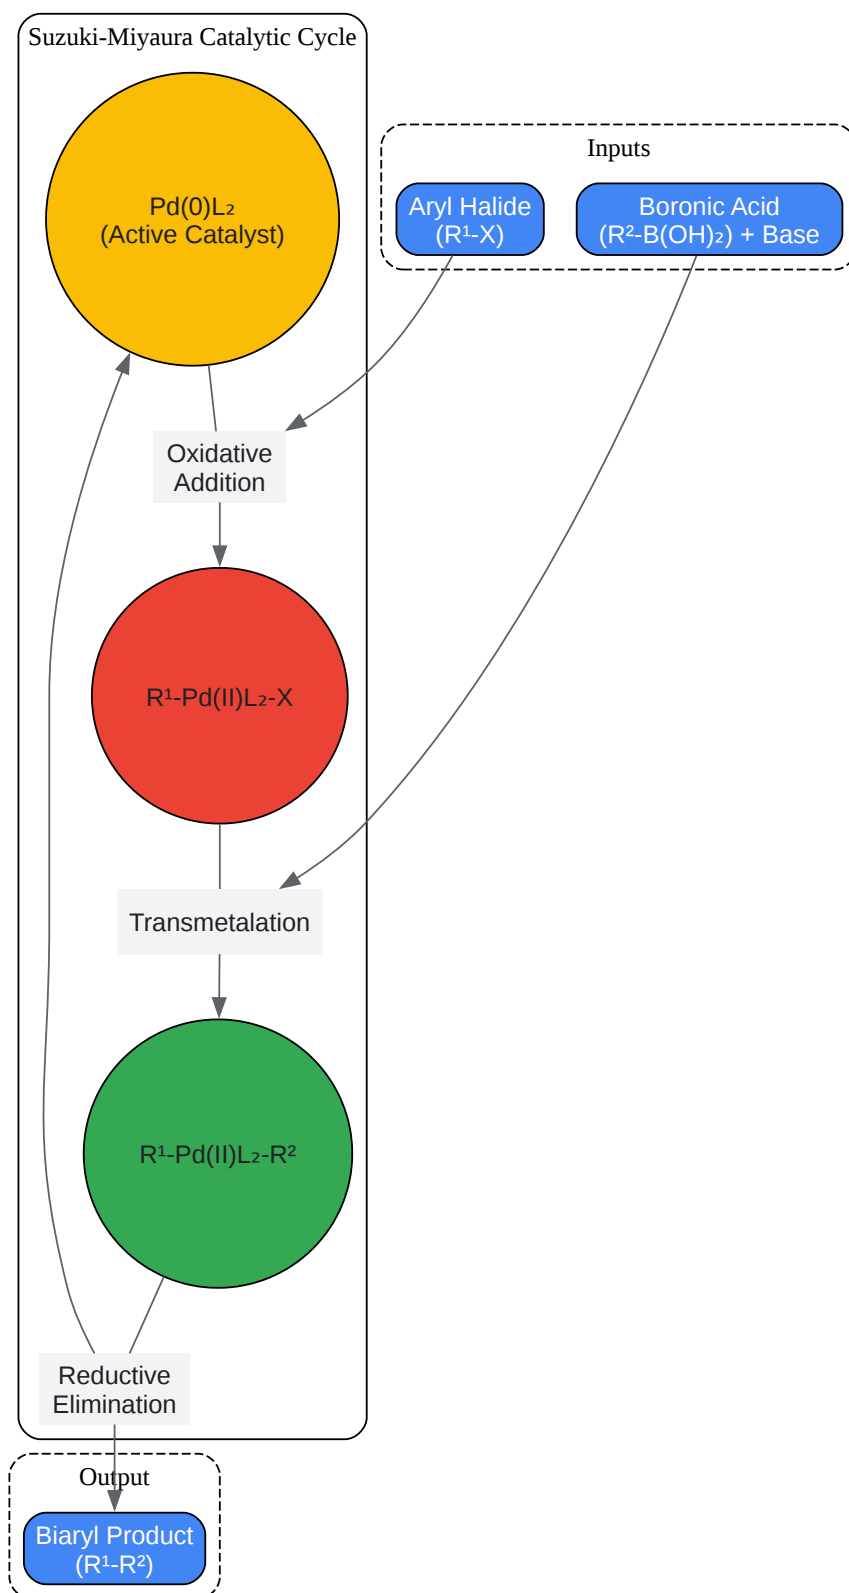 Suzuki-Miyaura Catalytic Cycle
Pd(0)L₂
(Active Catalyst)
Inputs
Aryl Halide
(R¹-X)
Boronic Acid
(R²-B(OH)₂) + Base
Oxidative
Addition
R¹-Pd(II)L₂-X
Transmetalation
R¹-Pd(II)L₂-R²
Reductive
Elimination
Output
Biaryl Product
(R¹-R²)